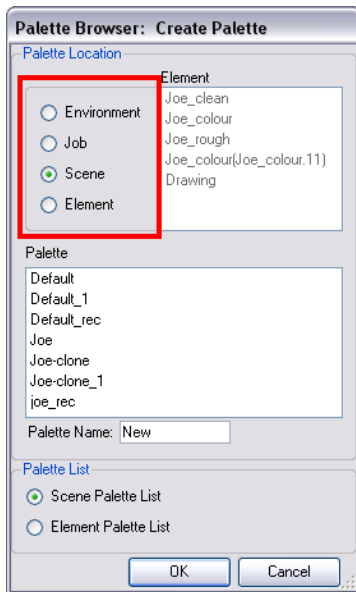 Palette Browser: Create Palette
Palette Location
Element
Environment
Job
Scene
Element
Joe_clean
Joe_colour
Joe_rough
Joe_colour(Joe_colour.11)
Drawing
Palette
Default
Default_1
Default_rec
Joe
Joe-clone
Joe-clone_1
joe_rec
Palette Name: New
Palette List
Scene Palette List
Element Palette List
OK Cancel